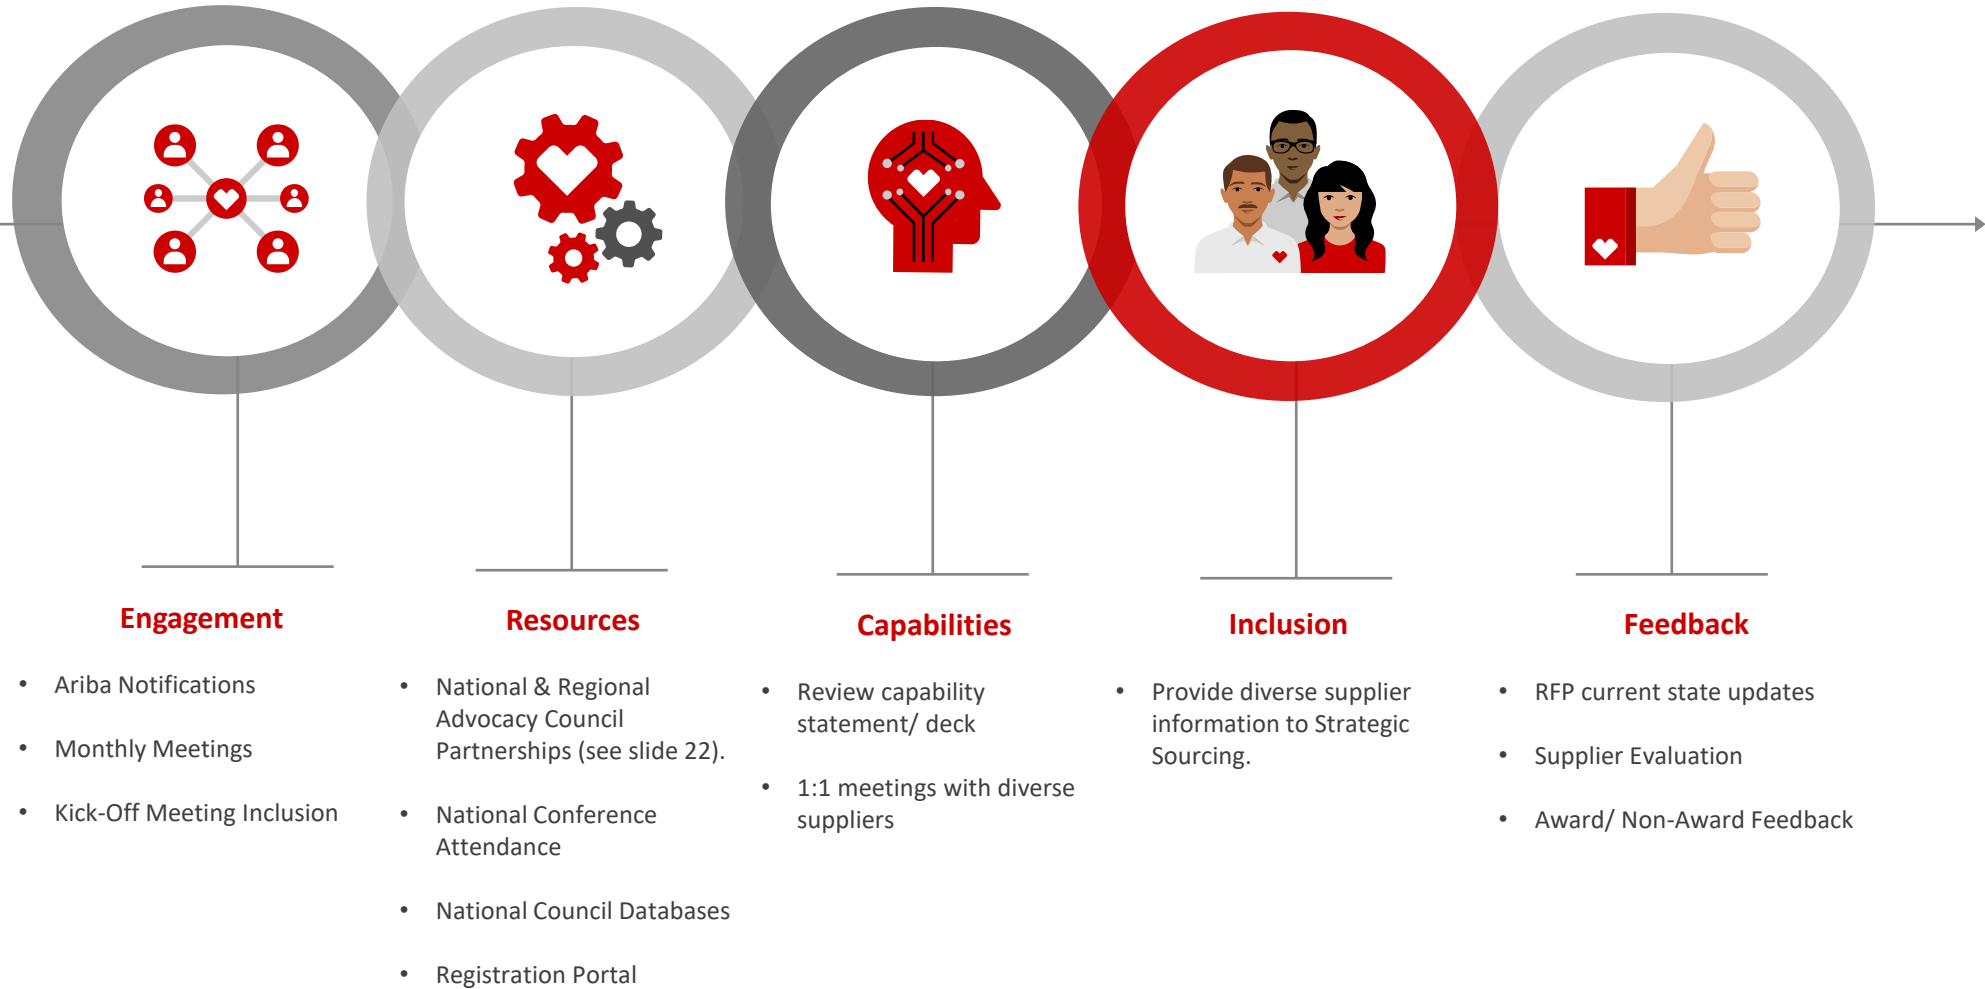 Engagement
• Ariba Notifications
• Monthly Meetings
• Kick-Off Meeting Inclusion
Resources
• National & Regional
Advocacy Council
Partnerships (see slide 22).
• National Conference
Attendance
• National Council Databases
• Registration Portal
Capabilities
• Review capability
statement/ deck
• 1:1 meetings with diverse
suppliers
Inclusion
• Provide diverse supplier
information to Strategic
Sourcing.
Feedback
• RFP current state updates
• Supplier Evaluation
• Award/ Non-Award Feedback